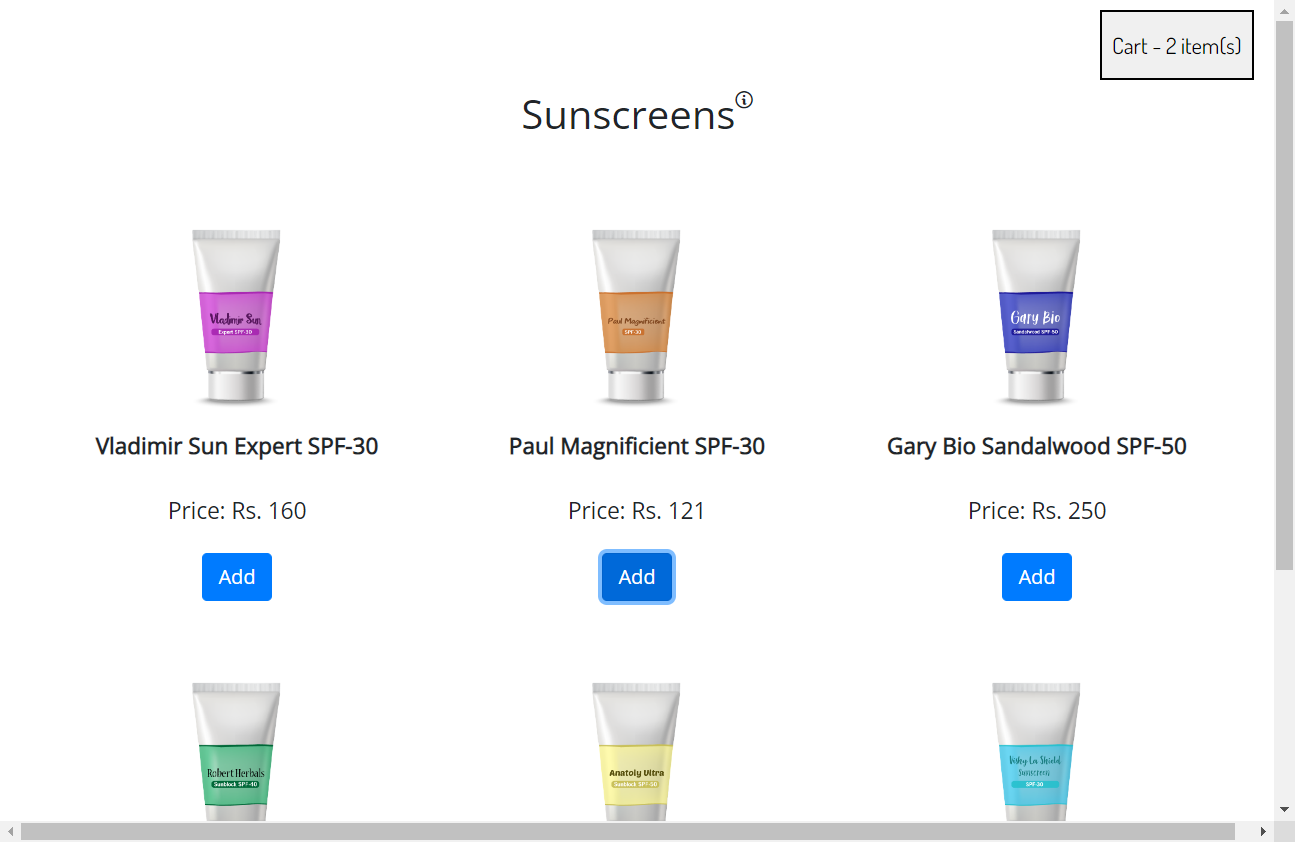 Cart - 2 item(s)
Sunscreens
Vladimir Sun
Expert SPF-30
Paul Magnificient
SPF-30
Gary Bio
Sandalwood SPF-50
Vladimir Sun Expert SPF-30
Paul Magnificient SPF-30
Gary Bio Sandalwood SPF-50
Price: Rs. 160
Price: Rs. 121
Price: Rs. 250
Add
Add
Add
Robert Herbals
Sunblock SPF-40
Anatoly Ultra
Sunblock SPF-50
Vishy Lea Shield
Sunscreen
SPF-30